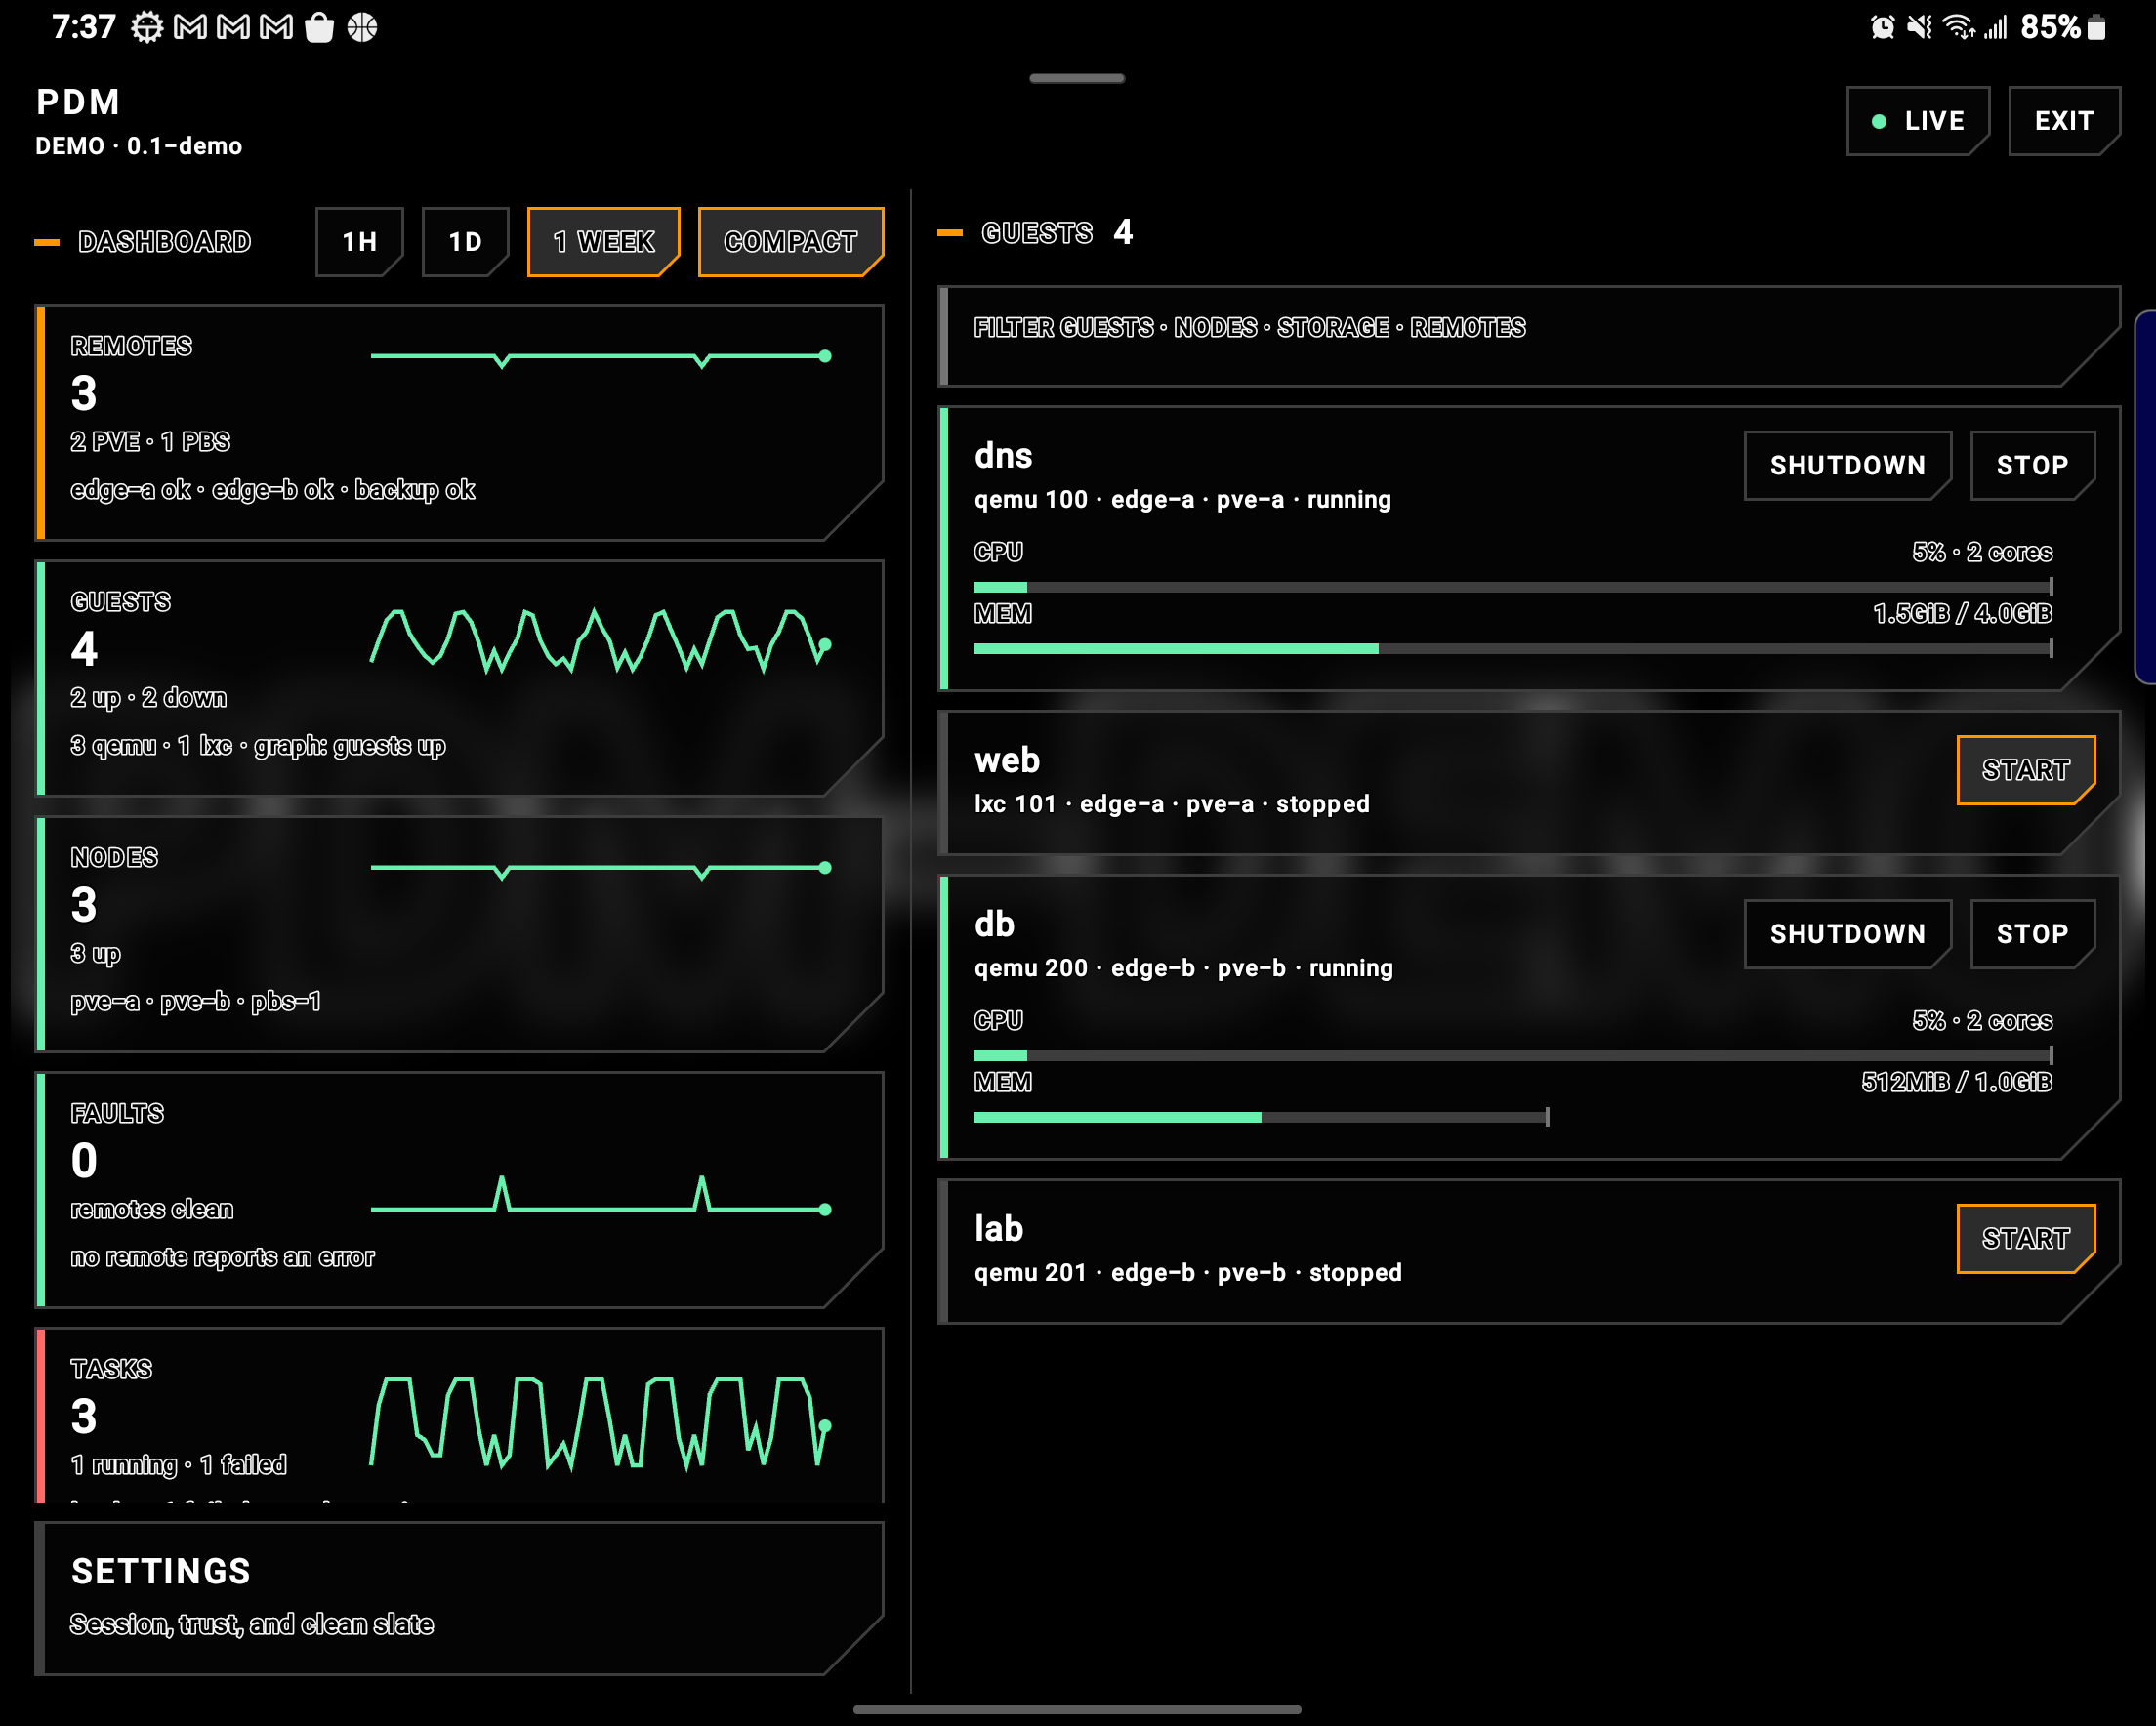 7:37 85%
PDM
DEMO · 0.1-demo
LIVE EXIT
DASHBOARD 1H 1D 1 WEEK COMPACT
REMOTES
3
2 PVE · 1 PBS
edge-a ok · edge-b ok · backup ok
GUESTS
4
2 up · 2 down
3 qemu · 1 lxc · graph: guests up
NODES
3
3 up
pve-a · pve-b · pbs-1
FAULTS
0
remotes clean
no remote reports an error
TASKS
3
1 running · 1 failed
SETTINGS
Session, trust, and clean slate
GUESTS 4
FILTER GUESTS · NODES · STORAGE · REMOTES
dns
SHUTDOWN STOP
qemu 100 · edge-a · pve-a · running
CPU 5% · 2 cores
MEM 1.5GiB / 4.0GiB
web
START
lxc 101 · edge-a · pve-a · stopped
db
SHUTDOWN STOP
qemu 200 · edge-b · pve-b · running
CPU 5% · 2 cores
MEM 512MiB / 1.0GiB
lab
START
qemu 201 · edge-b · pve-b · stopped